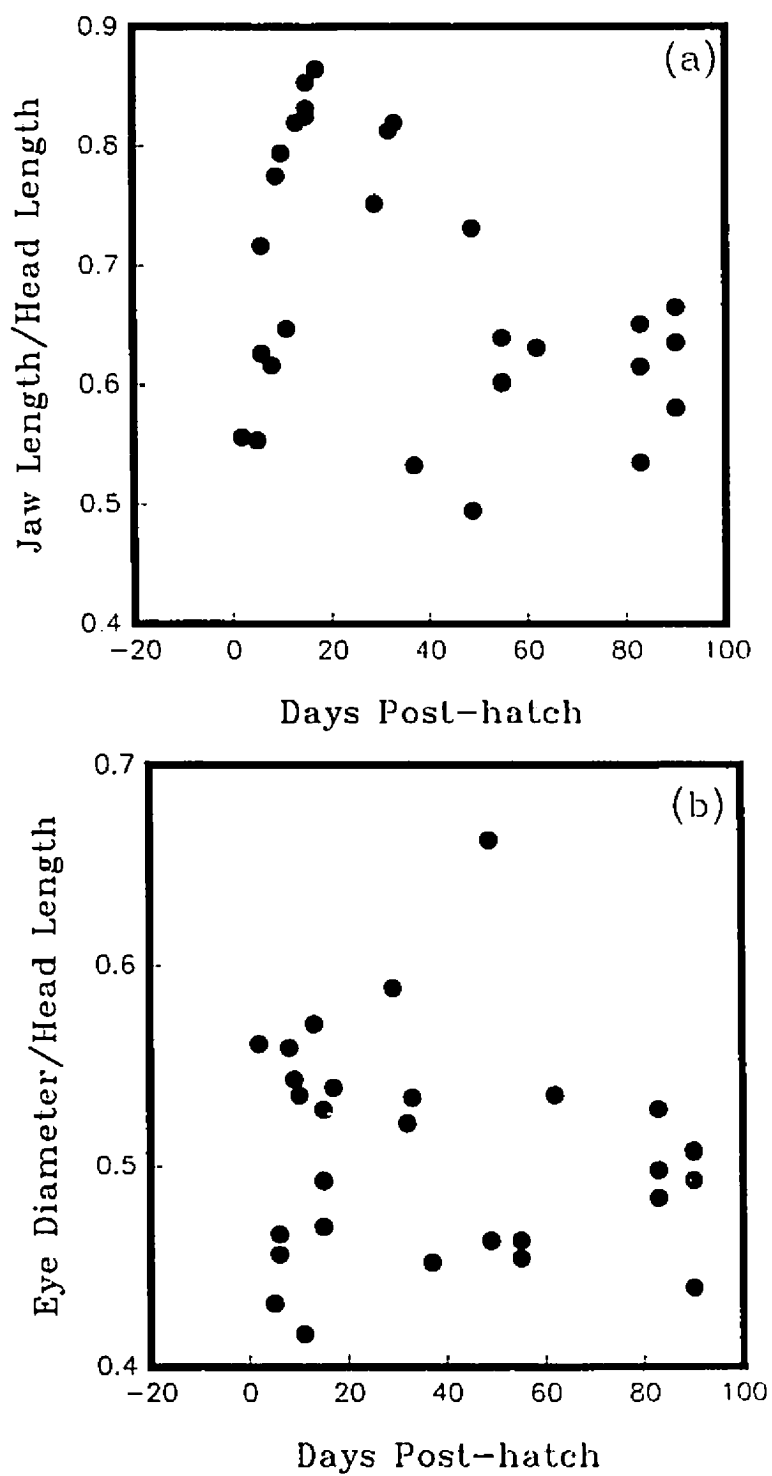 (a)
Jaw Length/Head Length
0.9
0.8
0.7
0.6
0.5
0.4
−20 0 20 40 60 80 100
Days Post−hatch
(b)
Eye Diameter/Head Length
0.7
0.6
0.5
0.4
−20 0 20 40 60 80 100
Days Post−hatch